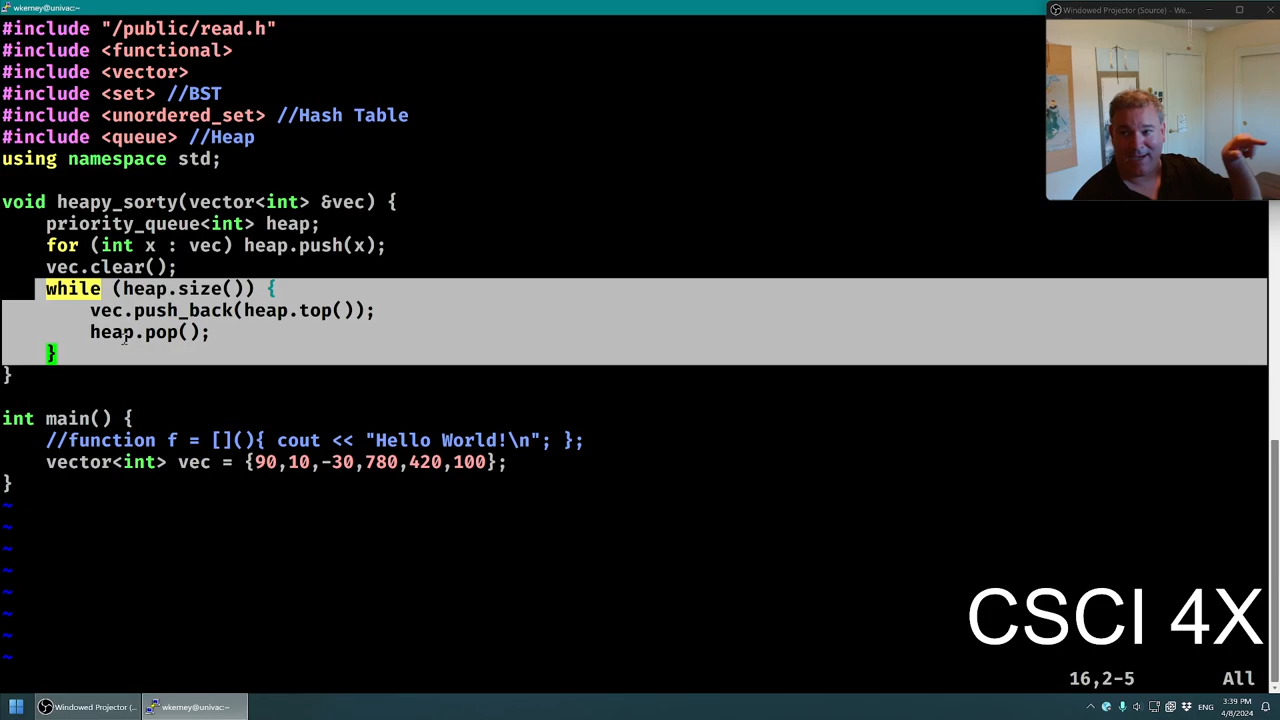 wkerney@univac:~
Windowed Projector (Source) - We...
#include "/public/read.h"
#include <functional>
#include <vector>
#include <set> //BST
#include <unordered_set> //Hash Table
#include <queue> //Heap
using namespace std;
void heapy_sorty(vector<int> &vec) {
priority_queue<int> heap;
for (int x : vec) heap.push(x);
vec.clear();
while (heap.size()) {
vec.push_back(heap.top());
heap.pop();
}
}
int main() {
//function f = [](){ cout << "Hello World!\n"; };
vector<int> vec = {90,10,-30,780,420,100};
}
~
~
~
~
~
~
~
~
CSCI 4X
16,2-5 All
Windowed Projector (...
wkerney@univac:~
ENG
3:39 PM
4/8/2024